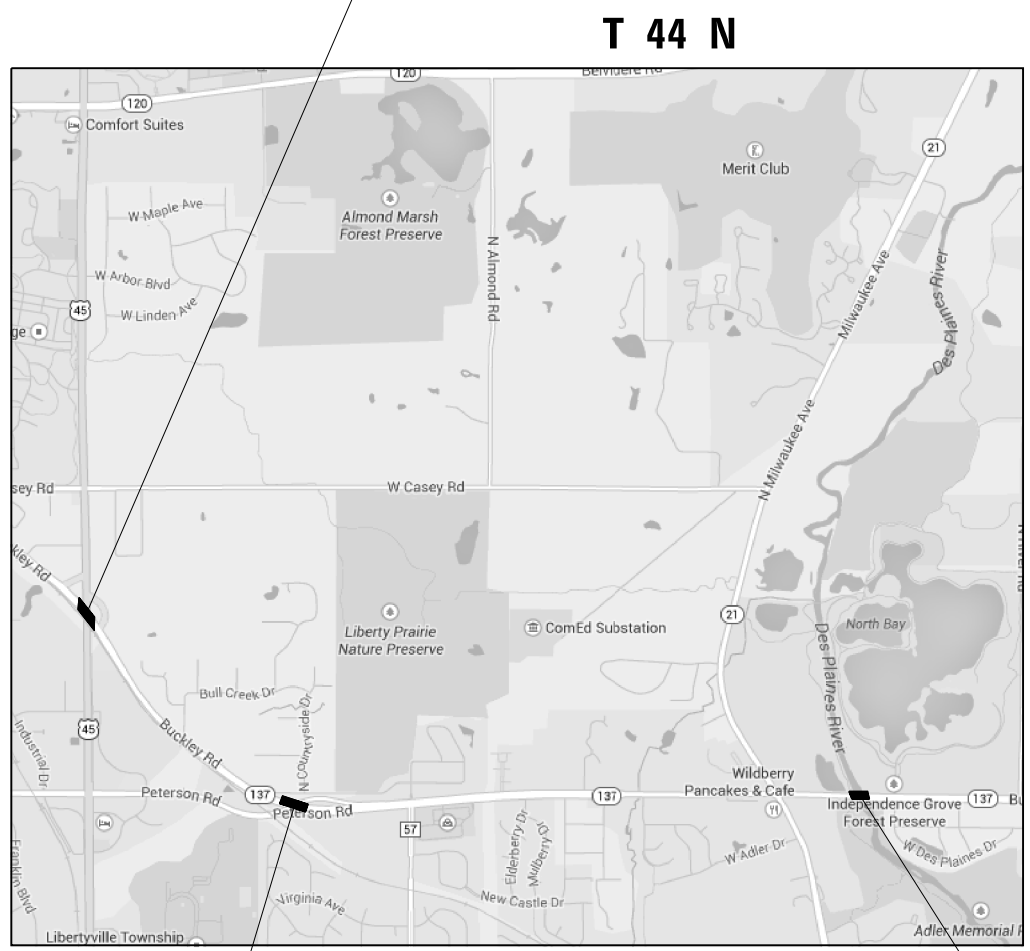 T 44 N
120
Belvidere Rd
120
Comfort Suites
21
Merit Club
W Maple Ave
Almond Marsh
Forest Preserve
N Almond Rd
W Arbor Blvd
W Linden Ave
45
ge
Milwaukee Ave
Des Plaines River
N Milwaukee Ave
sey Rd
W Casey Rd
kley Rd
21
ComEd Substation
Liberty Prairie
Nature Preserve
North Bay
Des Plaines River
Bull Creek Dr
N Countryside Dr
45
Industrial Dr
Buckley Rd
Wildberry
Pancakes & Cafe
137
Peterson Rd
137
137
Bu
Independence Grove
Forest Preserve
Peterson Rd
57
Elderberry Dr
Mulberry Dr
W Adler Dr
W Des Plaines Dr
Franklin Blvd
Virginia Ave
New Castle Dr
Libertyville Township
Adler Memorial P